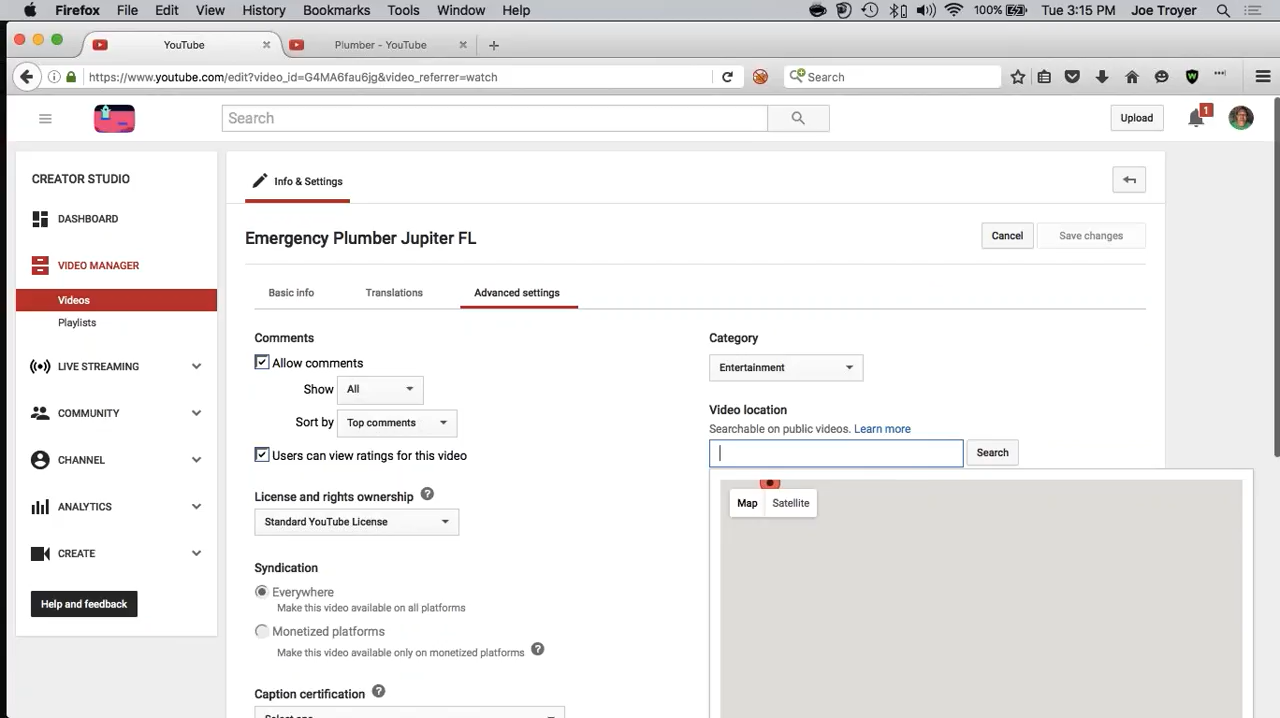 Firefox File Edit View History Bookmarks Tools Window Help 100% Tue 3:15 PM Joe Troyer
YouTube
Plumber - YouTube
https://www.youtube.com/edit?video_id=G4MA6fau6jg&video_referrer=watch
Search
Search
Upload
1
CREATOR STUDIO
DASHBOARD
VIDEO MANAGER
Videos
Playlists
LIVE STREAMING
COMMUNITY
CHANNEL
ANALYTICS
CREATE
Help and feedback
Info & Settings
Emergency Plumber Jupiter FL
Cancel
Save changes
Basic info
Translations
Advanced settings
Comments
Allow comments
Show All
Sort by Top comments
Users can view ratings for this video
License and rights ownership ?
Standard YouTube License
Syndication
Everywhere
Make this video available on all platforms
Monetized platforms
Make this video available only on monetized platforms ?
Caption certification ?
Select one
Category
Entertainment
Video location
Searchable on public videos. Learn more
Search
Map
Satellite